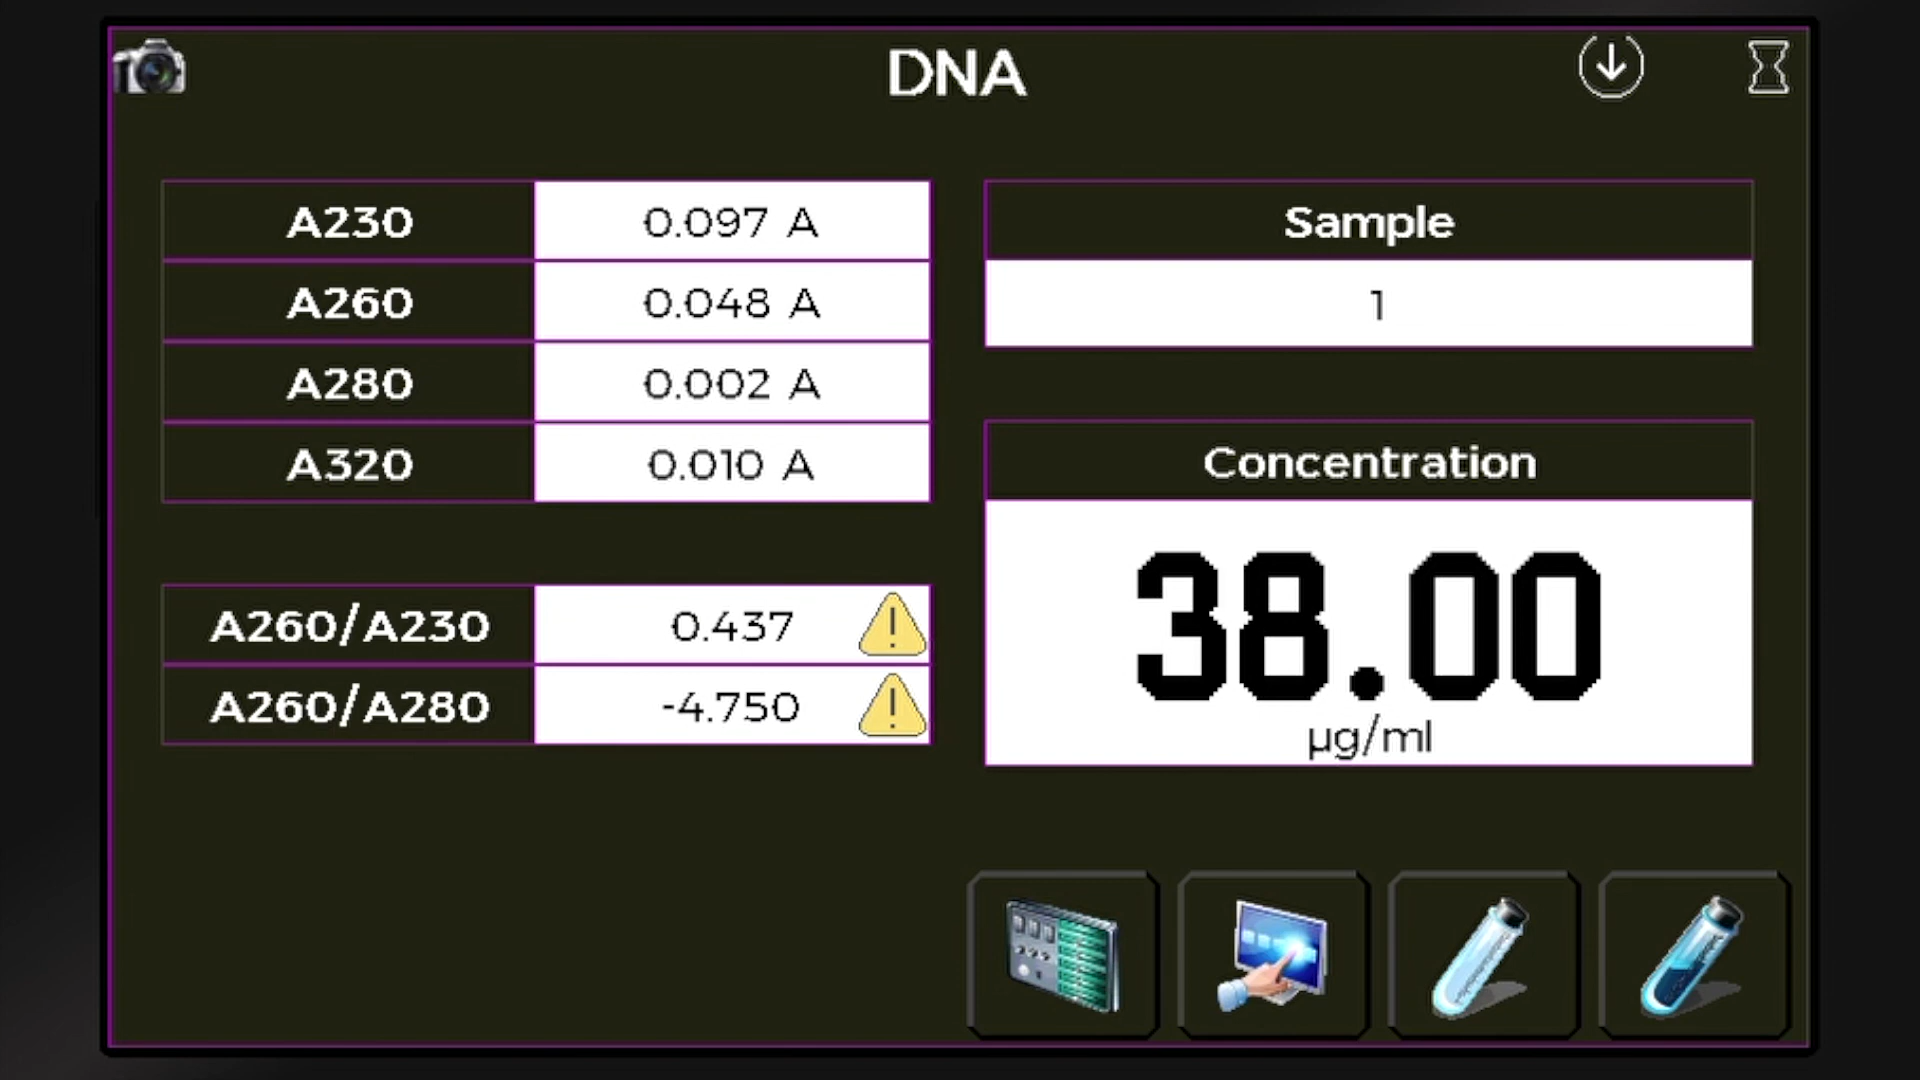 DNA
A230 0.097 A
A260 0.048 A
A280 0.002 A
A320 0.010 A
A260/A230 0.437
A260/A280 -4.750
Sample
1
Concentration
38.00
µg/ml